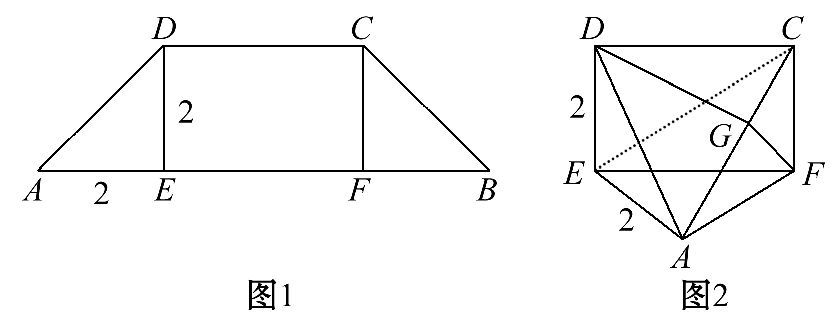 D C D C
2 2 G
A 2 E F B E F
2
A
图1 图2